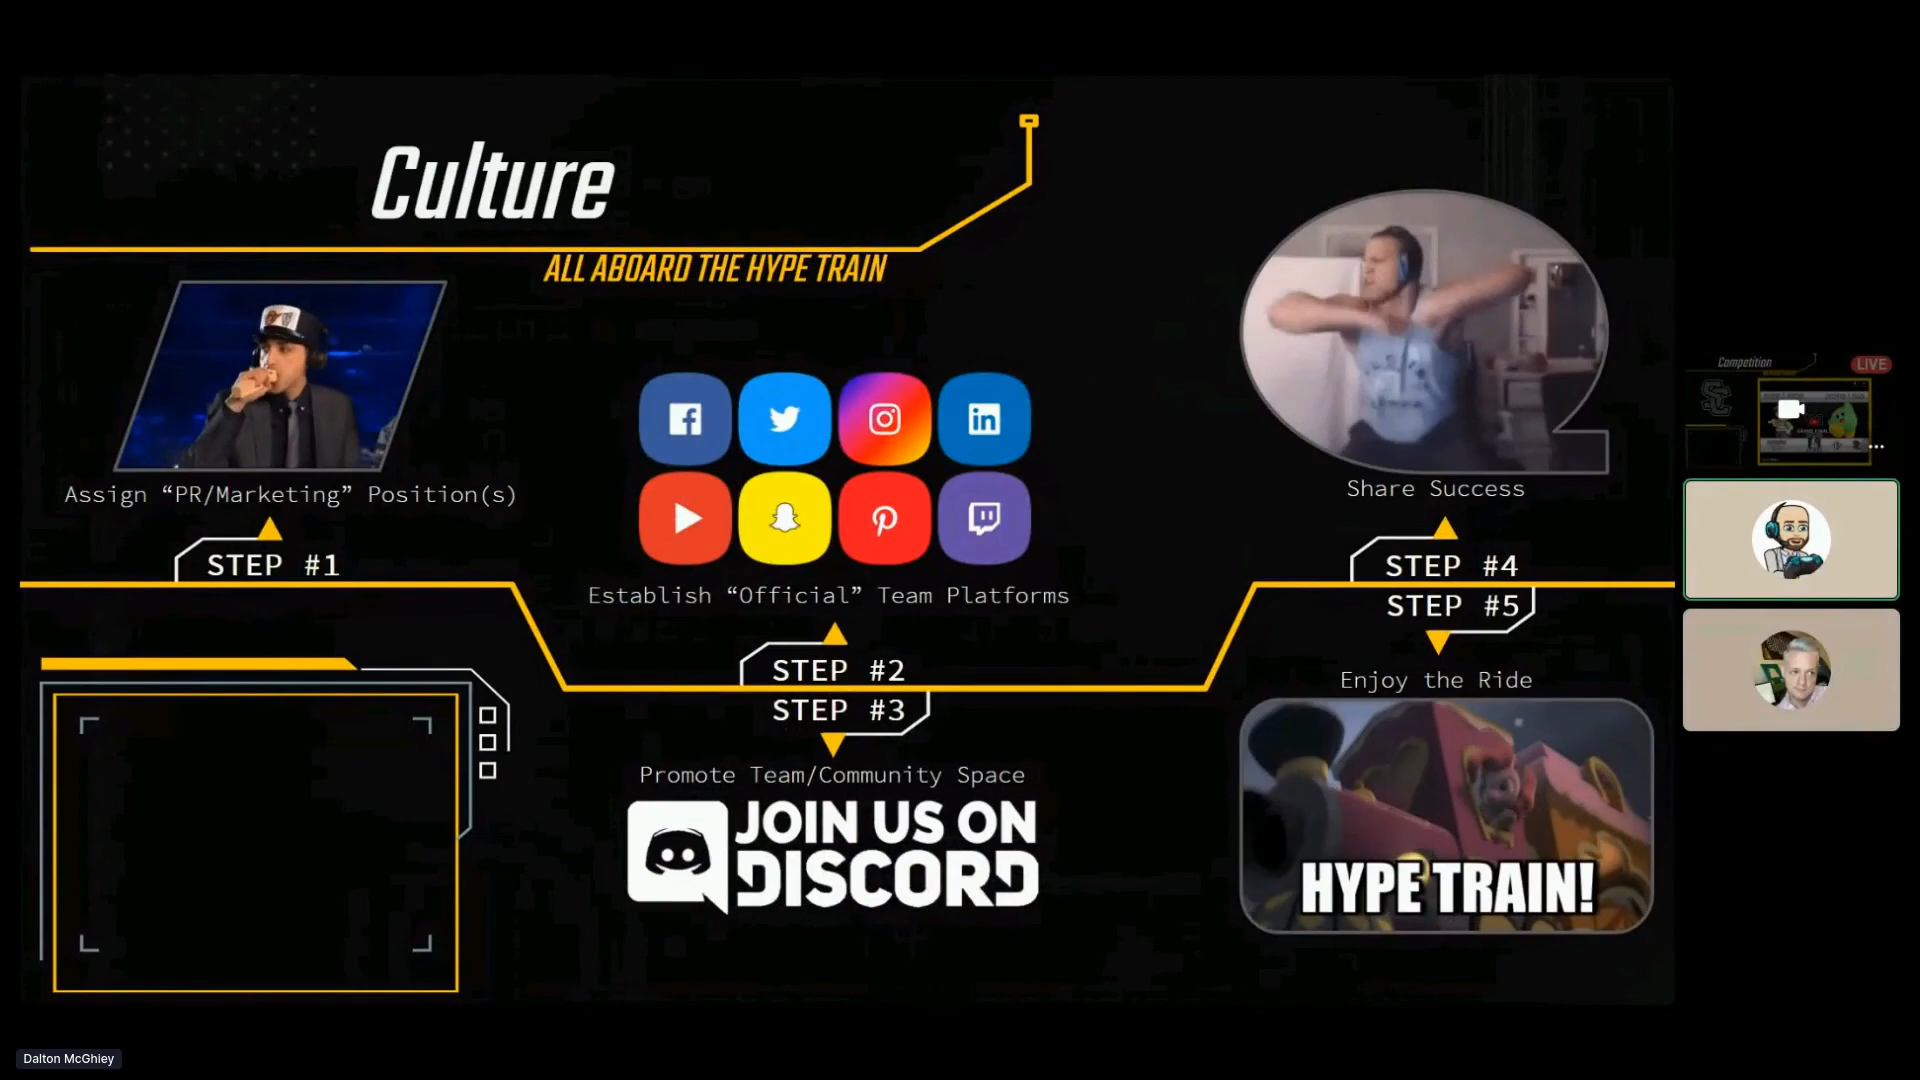 Culture
ALL ABOARD THE HYPE TRAIN
Assign “PR/Marketing” Position(s)
STEP #1
Establish “Official” Team Platforms
STEP #2
STEP #3
Promote Team/Community Space
JOIN US ON
DISCORD
Share Success
STEP #4
STEP #5
Enjoy the Ride
HYPE TRAIN!
Competition
LIVE
Dalton McGhiey